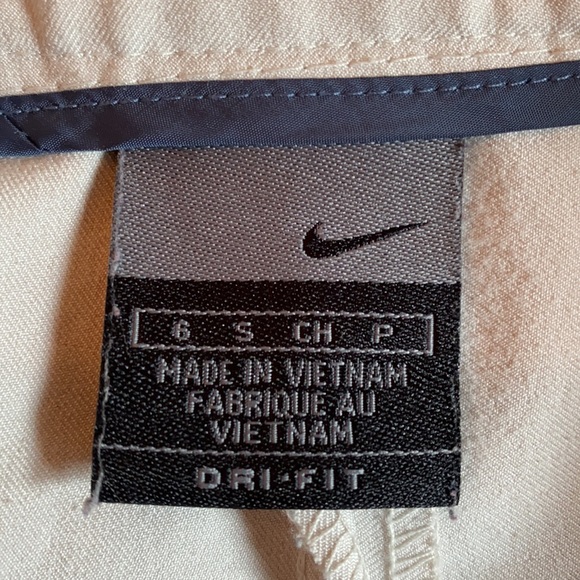 6 S CH P
MADE IN VIETNAM
FABRIQUE AU
VIETNAM
DRI-FIT